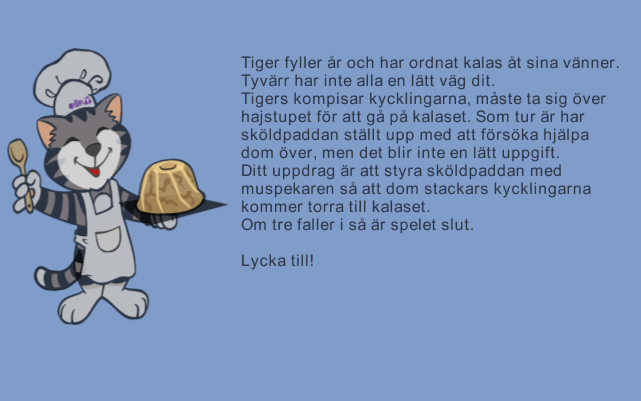 Tiger fyller år och har ordnat kalas åt sina vänner.
Tyvärr har inte alla en lätt väg dit.
Tigers kompisar kycklingarna, måste ta sig över
hajstupet för att gå på kalaset. Som tur är har
sköldpaddan ställt upp med att försöka hjälpa
dom över, men det blir inte en lätt uppgift.
Ditt uppdrag är att styra sköldpaddan med
muspekaren så att dom stackars kycklingarna
kommer torra till kalaset.
Om tre faller i så är spelet slut.
Lycka till!